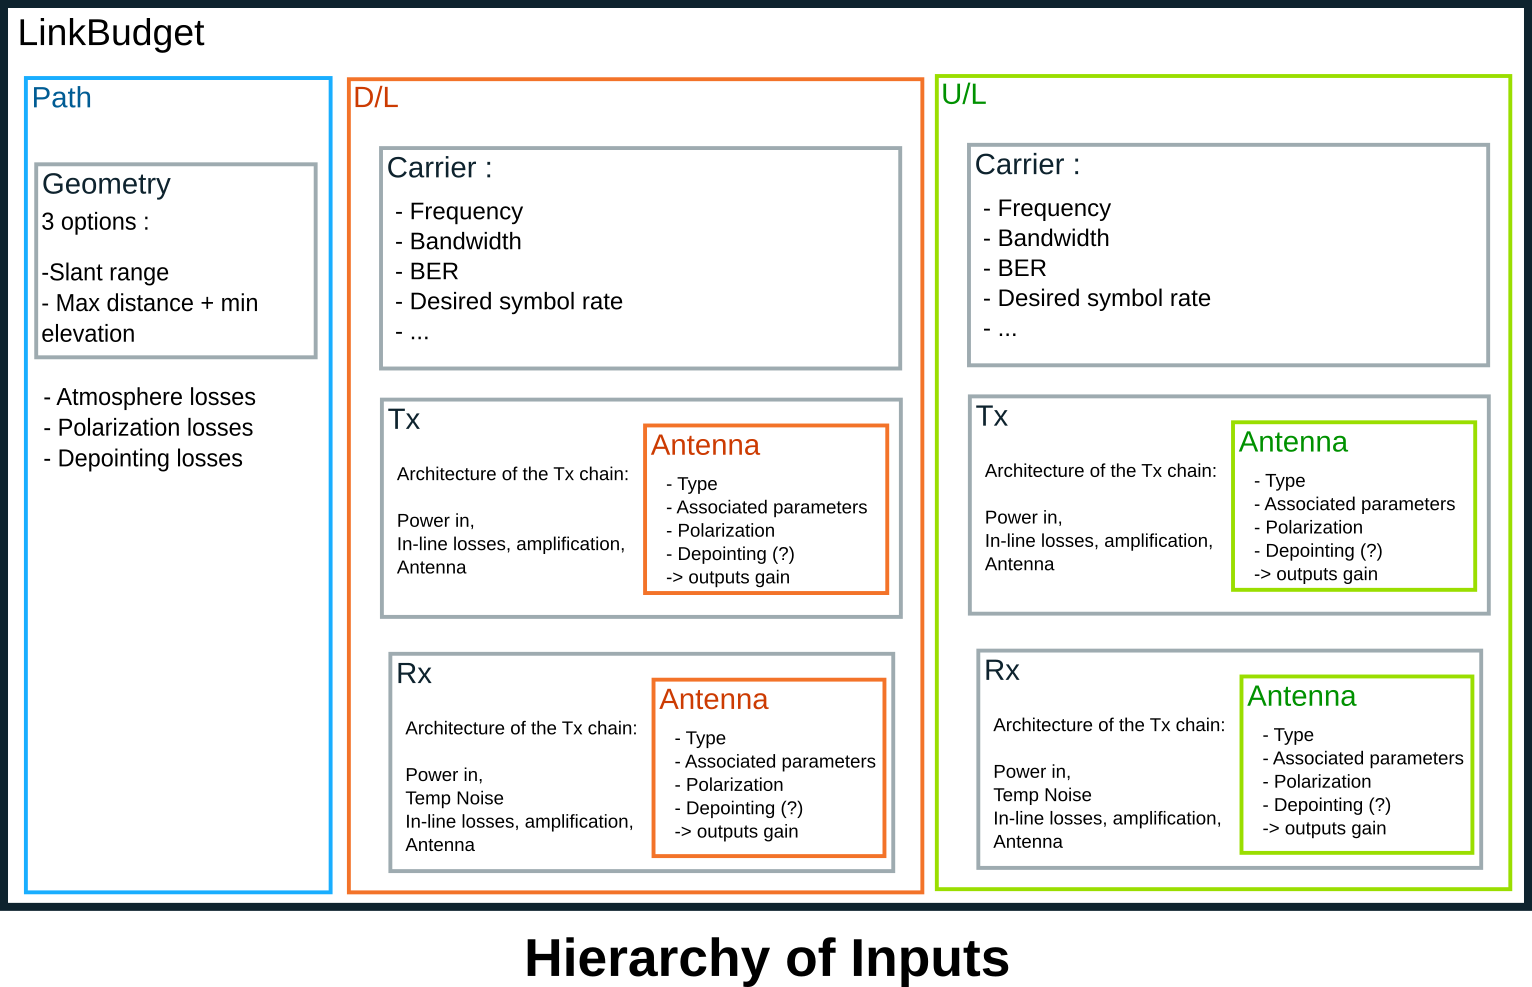 LinkBudget
Path
Geometry
3 options :
-Slant range
- Max distance + min
elevation
- Atmosphere losses
- Polarization losses
- Depointing losses
D/L
Carrier :
- Frequency
- Bandwidth
- BER
- Desired symbol rate
- ...
Tx
Architecture of the Tx chain:
Power in,
In-line losses, amplification,
Antenna
Antenna
- Type
- Associated parameters
- Polarization
- Depointing (?)
-> outputs gain
Rx
Architecture of the Tx chain:
Power in,
Temp Noise
In-line losses, amplification,
Antenna
Antenna
- Type
- Associated parameters
- Polarization
- Depointing (?)
-> outputs gain
U/L
Carrier :
- Frequency
- Bandwidth
- BER
- Desired symbol rate
- ...
Tx
Architecture of the Tx chain:
Power in,
In-line losses, amplification,
Antenna
Antenna
- Type
- Associated parameters
- Polarization
- Depointing (?)
-> outputs gain
Rx
Architecture of the Tx chain:
Power in,
Temp Noise
In-line losses, amplification,
Antenna
Antenna
- Type
- Associated parameters
- Polarization
- Depointing (?)
-> outputs gain
Hierarchy of Inputs